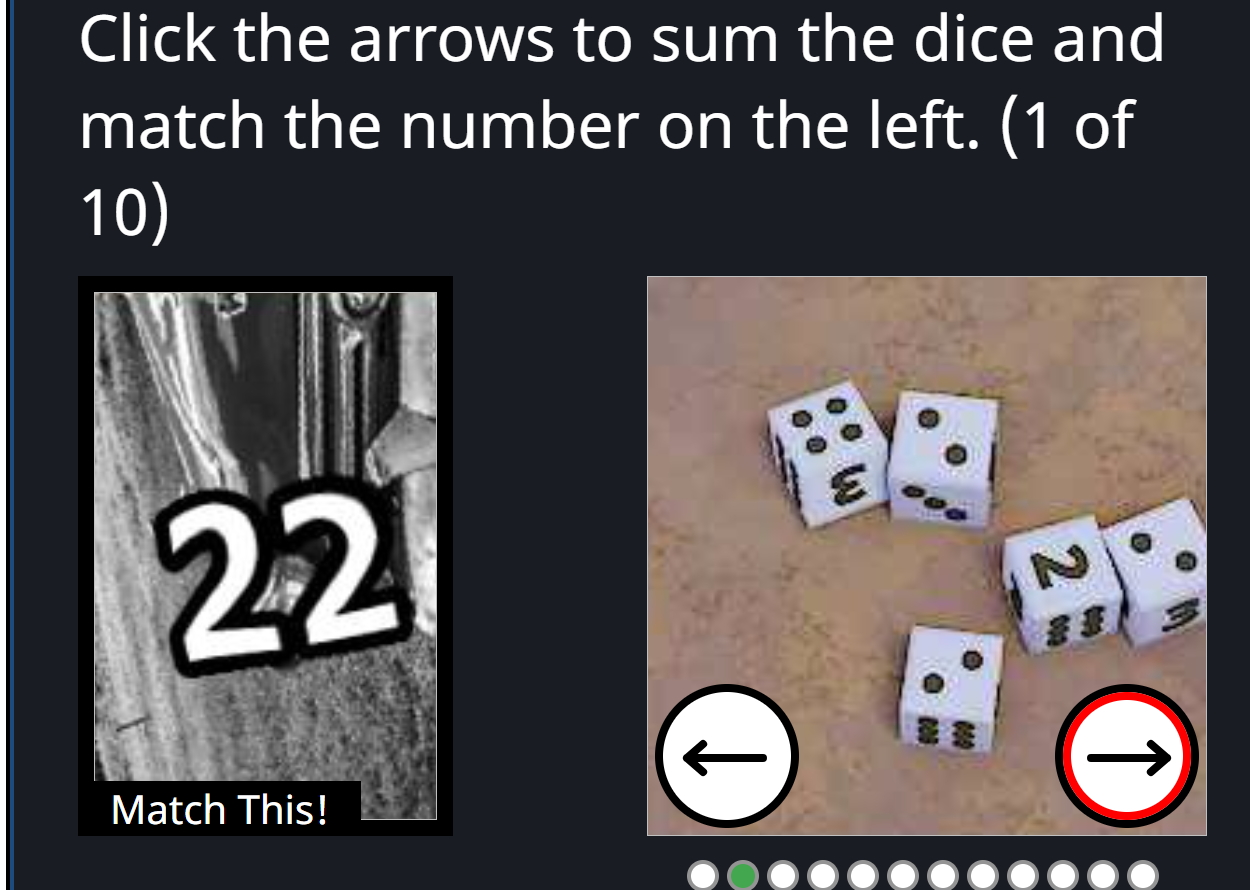 Click the arrows to sum the dice and
match the number on the left. (1 of
10)
22
Match This!
3
2
3